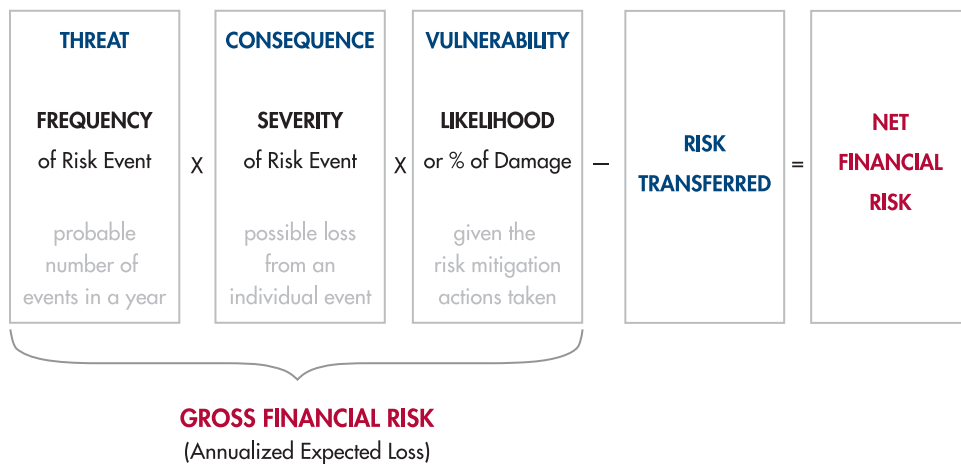 THREAT
FREQUENCY
of Risk Event
probable
number of
events in a year
X
CONSEQUENCE
SEVERITY
of Risk Event
possible loss
from an
individual event
X
VULNERABILITY
LIKELIHOOD
or % of Damage
given the
risk mitigation
actions taken
–
RISK
TRANSFERRED
=
NET
FINANCIAL
RISK
GROSS FINANCIAL RISK
(Annualized Expected Loss)